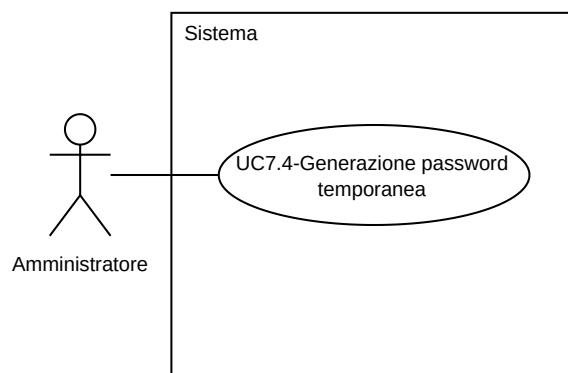 Sistema
UC7.4-Generazione password
temporanea
Amministratore